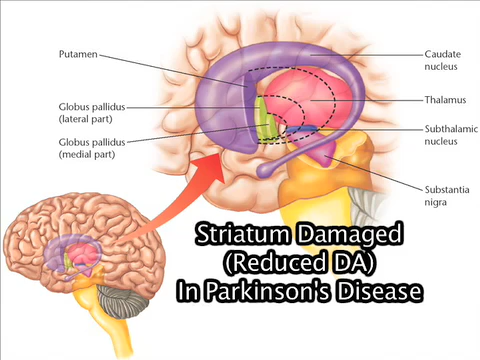 Putamen
Globus pallidus
(lateral part)
Globus pallidus
(medial part)
Caudate
nucleus
Thalamus
Subthalamic
nucleus
Substantia
nigra
Striatum Damaged
(Reduced DA)
In Parkinson's Disease